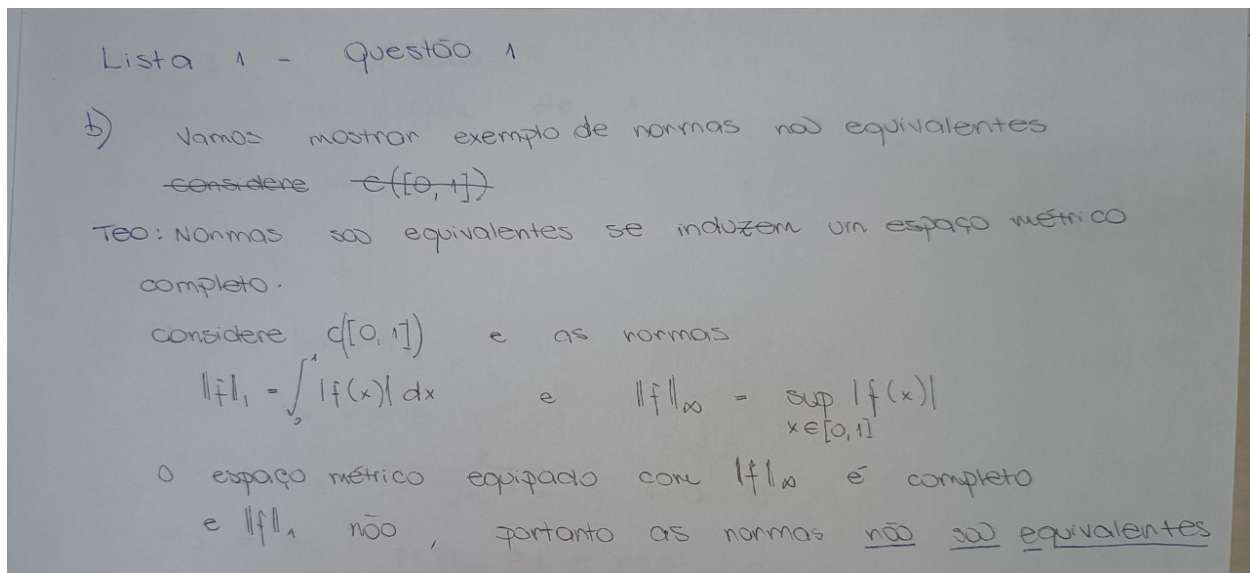 Lista 1 - Questão 1
b) Vamos mostrar exemplo de normas não equivalentes
considere C([0,1])
TEO: Normas são equivalentes se induzem um espaço métrico
completo.
considere C([0,1]) e as normas
‖f‖₁ = ∫₀¹ |f(x)| dx e ‖f‖∞ = sup |f(x)|
x∈[0,1]
O espaço métrico equipado com ‖f‖∞ é completo
e ‖f‖₁ não, portanto as normas não são equivalentes